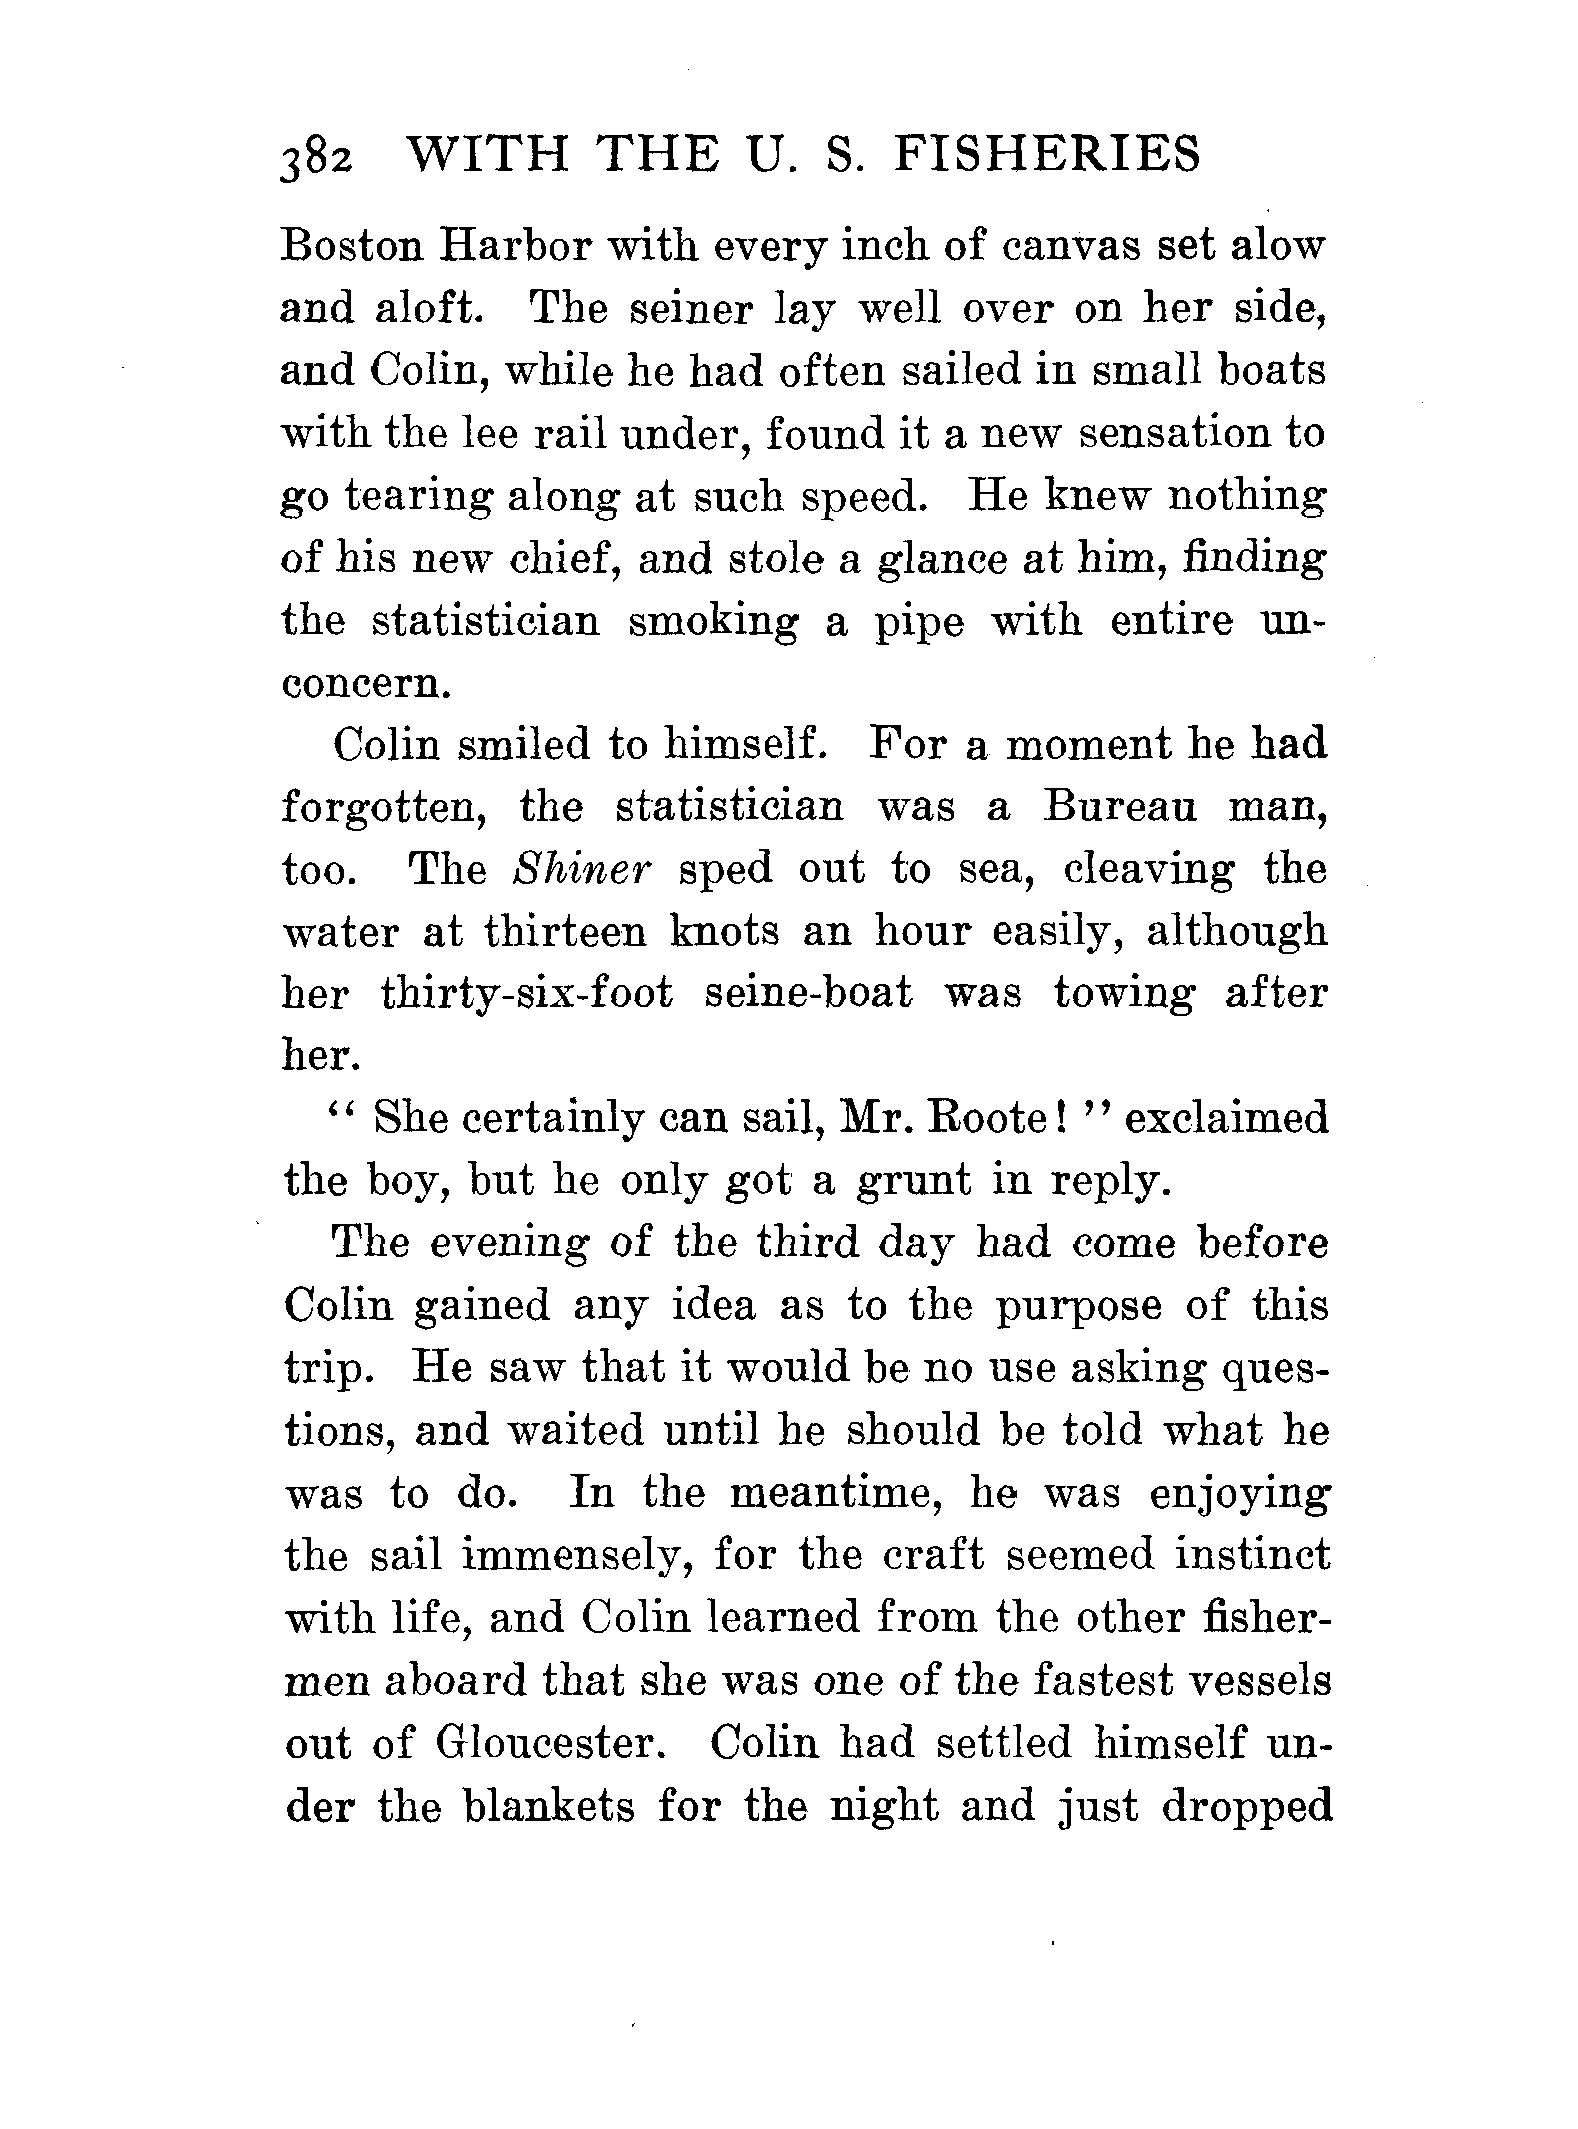 382 WITH THE U. S. FISHERIES
Boston Harbor with every inch of canvas set alow
and aloft. The seiner lay well over on her side,
and Colin, while he had often sailed in small boats
with the lee rail under, found it a new sensation to
go tearing along at such speed. He knew nothing
of his new chief, and stole a glance at him, finding
the statistician smoking a pipe with entire un-
concern.
Colin smiled to himself. For a moment he had
forgotten, the statistician was a Bureau man,
too. The Shiner sped out to sea, cleaving the
water at thirteen knots an hour easily, although
her thirty-six-foot seine-boat was towing after
her.
“ She certainly can sail, Mr. Roote! ” exclaimed
the boy, but he only got a grunt in reply.
The evening of the third day had come before
Colin gained any idea as to the purpose of this
trip. He saw that it would be no use asking ques-
tions, and waited until he should be told what he
was to do. In the meantime, he was enjoying
the sail immensely, for the craft seemed instinct
with life, and Colin learned from the other fisher-
men aboard that she was one of the fastest vessels
out of Gloucester. Colin had settled himself un-
der the blankets for the night and just dropped